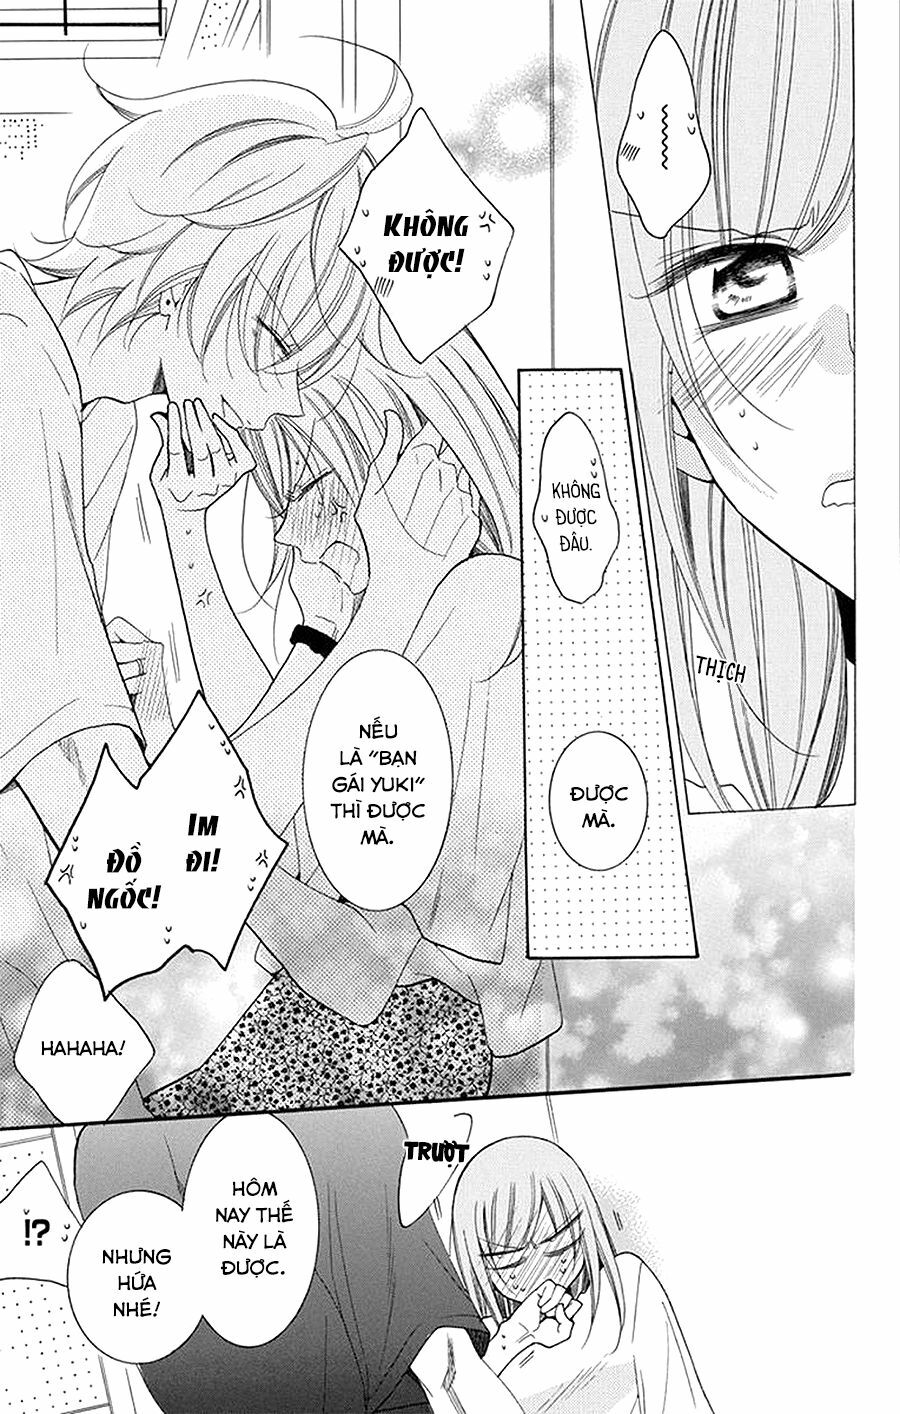 THỊCH
KHÔNG
ĐƯỢC
ĐÂU.
ĐƯỢC
MÀ.
KHÔNG
ĐƯỢC!
NẾU
LÀ “BẠN
GÁI YUKI”
THÌ ĐƯỢC
MÀ.
IM
ĐI!
ĐỒ
NGỐC!
HAHAHA!
TRƯỢT
HÔM
NAY THẾ
NÀY LÀ
ĐƯỢC.
NHƯNG
HỨA
NHÉ!
!?